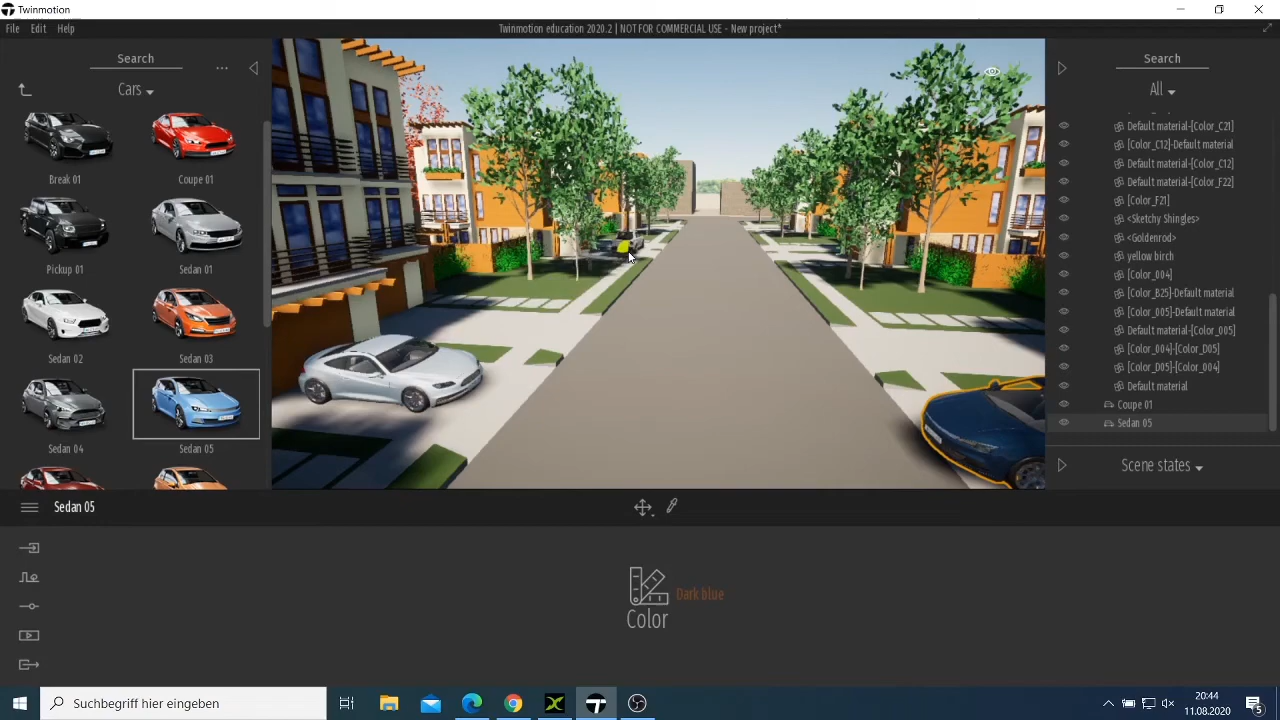 Twinmotion
File Edit Help
Twinmotion education 2020.2 | NOT FOR COMMERCIAL USE - New project*
Search
...
Cars
Break 01
Coupe 01
Pickup 01
Sedan 01
Sedan 02
Sedan 03
Sedan 04
Sedan 05
Search
All
Default material-[Color_C21]
[Color_C12]-Default material
Default material-[Color_C12]
Default material-[Color_F22]
[Color_F21]
<Sketchy Shingles>
<Goldenrod>
yellow birch
[Color_004]
[Color_B25]-Default material
[Color_005]-Default material
Default material-[Color_005]
[Color_004]-[Color_D05]
[Color_D05]-[Color_004]
Default material
Coupe 01
Sedan 05
Scene states
Sedan 05
Dark blue
Color
Suchbegriff hier eingeben
20:44
11.08.2020
5